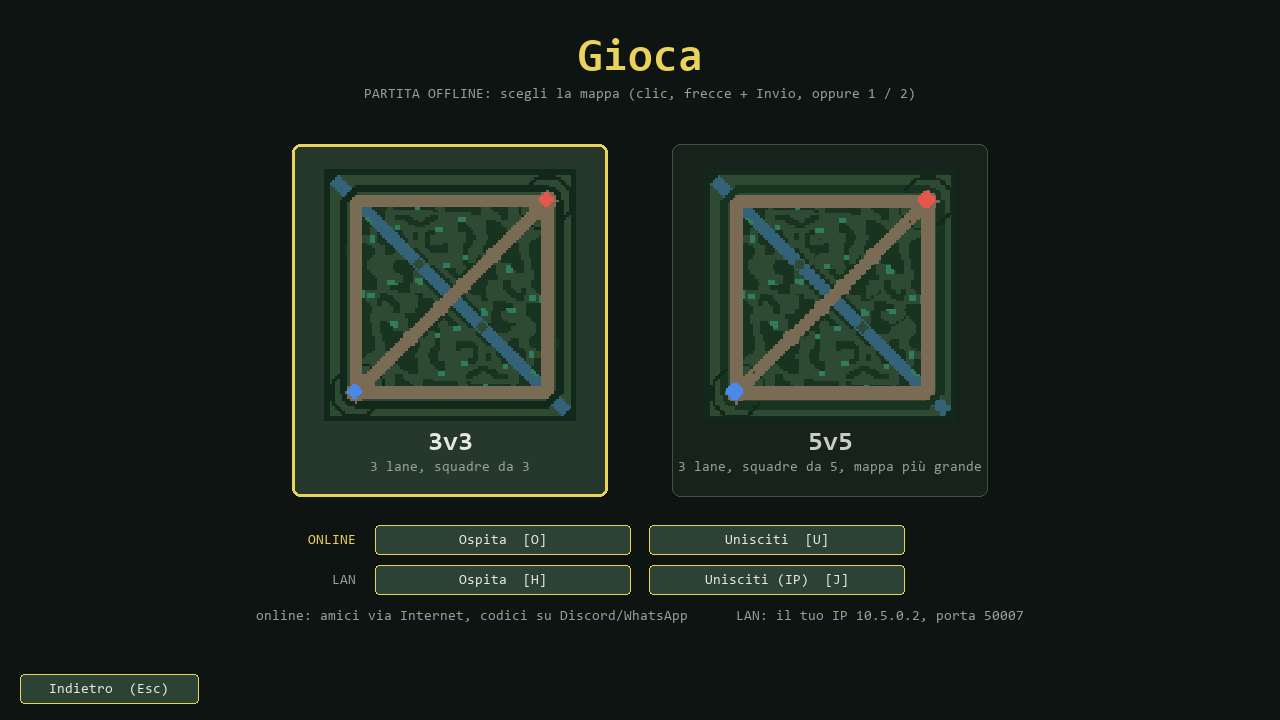 Gioca
PARTITA OFFLINE: scegli la mappa (clic, frecce + Invio, oppure 1 / 2)
3v3
3 lane, squadre da 3
5v5
3 lane, squadre da 5, mappa più grande
ONLINE
Ospita [O]
Unisciti [U]
LAN
Ospita [H]
Unisciti (IP) [J]
online: amici via Internet, codici su Discord/WhatsApp
LAN: il tuo IP 10.5.0.2, porta 50007
Indietro (Esc)